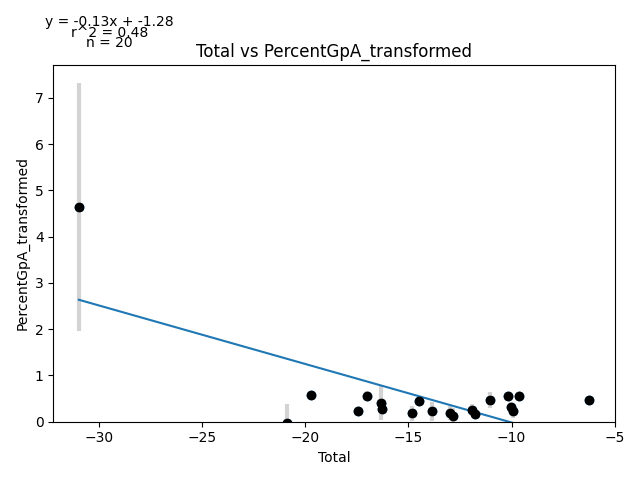 y = -0.13x + -1.28
r^2 = 0.48
n = 20
Total vs PercentGpA_transformed
PercentGpA_transformed
7
6
5
4
3
2
1
0
−30
−25
−20
−15
−10
−5
Total